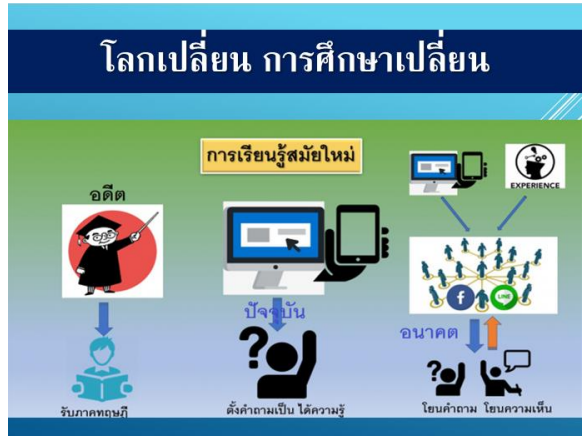 โลกเปลี่ยน การศึกษาเปลี่ยน
การเรียนรู้สมัยใหม่
อดีต
รับภาคทฤษฎี
ปัจจุบัน
ตั้งคำถามเป็น ได้ความรู้
EXPERIENCE
LINE
อนาคต
โยนคำถาม โยนความเห็น